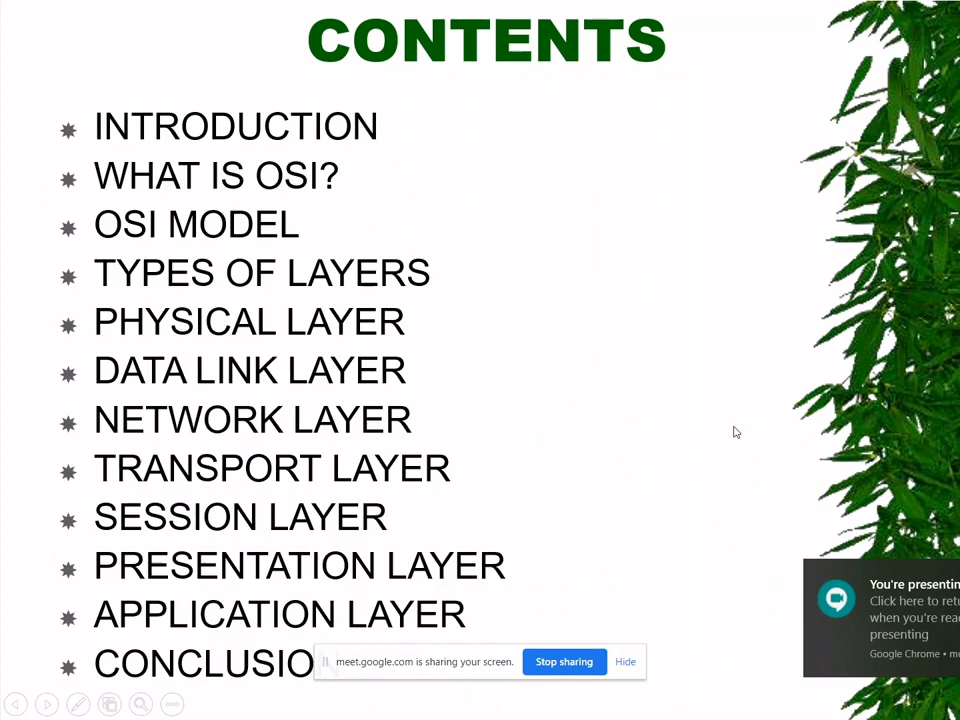 CONTENTS
INTRODUCTION
WHAT IS OSI?
OSI MODEL
TYPES OF LAYERS
PHYSICAL LAYER
DATA LINK LAYER
NETWORK LAYER
TRANSPORT LAYER
SESSION LAYER
PRESENTATION LAYER
APPLICATION LAYER
CONCLUSION
meet.google.com is sharing your screen.
Stop sharing
Hide
You're presentin
Click here to retu
when you're rea
presenting
Google Chrome • m